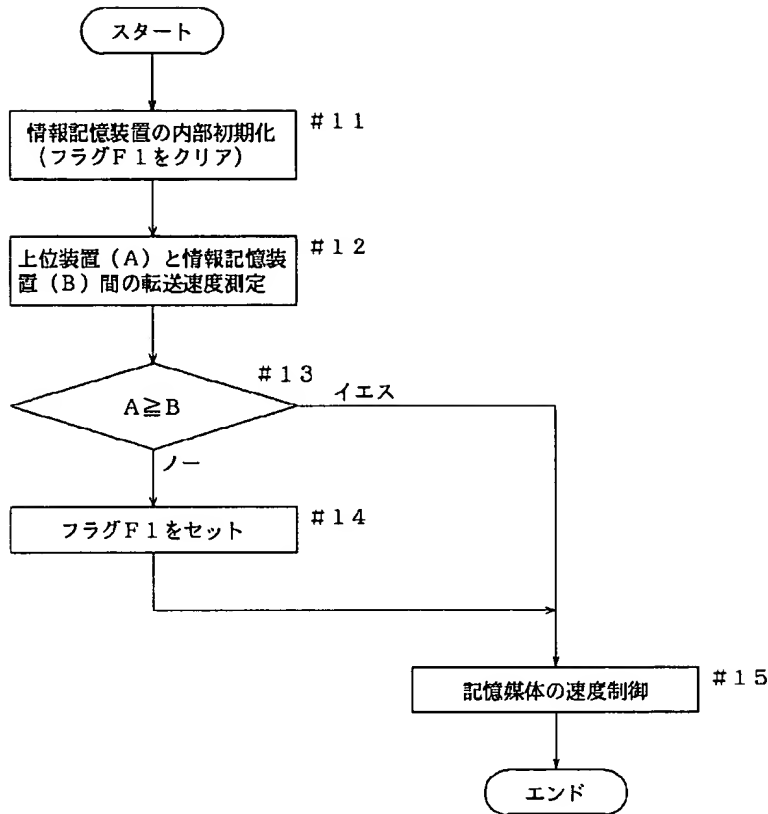 スタート
情報記憶装置の内部初期化
(フラグF1をクリア)
#11
上位装置(A)と情報記憶装
置(B)間の転送速度測定
#12
#13
A≧B
イエス
ノー
フラグF1をセット
#14
記憶媒体の速度制御
#15
エンド